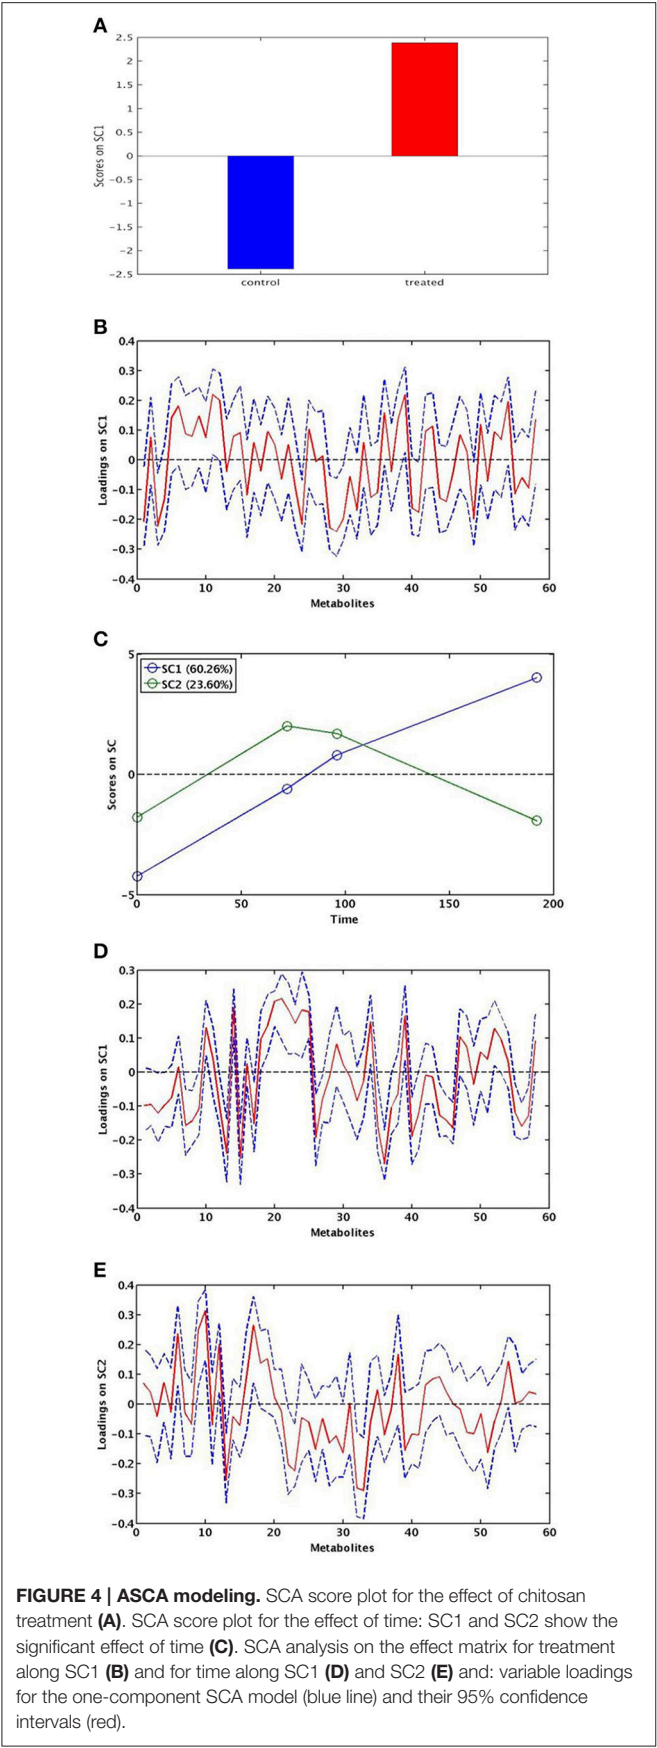 A
2.5
2
1.5
1
0.5
0
−0.5
−1
−1.5
−2
−2.5
Scores on SC1
control treated
B
0.4
0.3
0.2
0.1
0
−0.1
−0.2
−0.3
−0.4
Loadings on SC1
0 10 20 30 40 50 60
Metabolites
C
5
0
−5
Scores on SC
SC1 (60.26%)
SC2 (23.60%)
0 50 100 150 200
Time
D
0.3
0.2
0.1
0
−0.1
−0.2
−0.3
−0.4
Loadings on SC1
0 10 20 30 40 50 60
Metabolites
E
0.4
0.3
0.2
0.1
0
−0.1
−0.2
−0.3
−0.4
Loadings on SC2
0 10 20 30 40 50 60
Metabolites
FIGURE 4 | ASCA modeling. SCA score plot for the effect of chitosan
treatment (A). SCA score plot for the effect of time: SC1 and SC2 show the
significant effect of time (C). SCA analysis on the effect matrix for treatment
along SC1 (B) and for time along SC1 (D) and SC2 (E) and: variable loadings
for the one-component SCA model (blue line) and their 95% confidence
intervals (red).